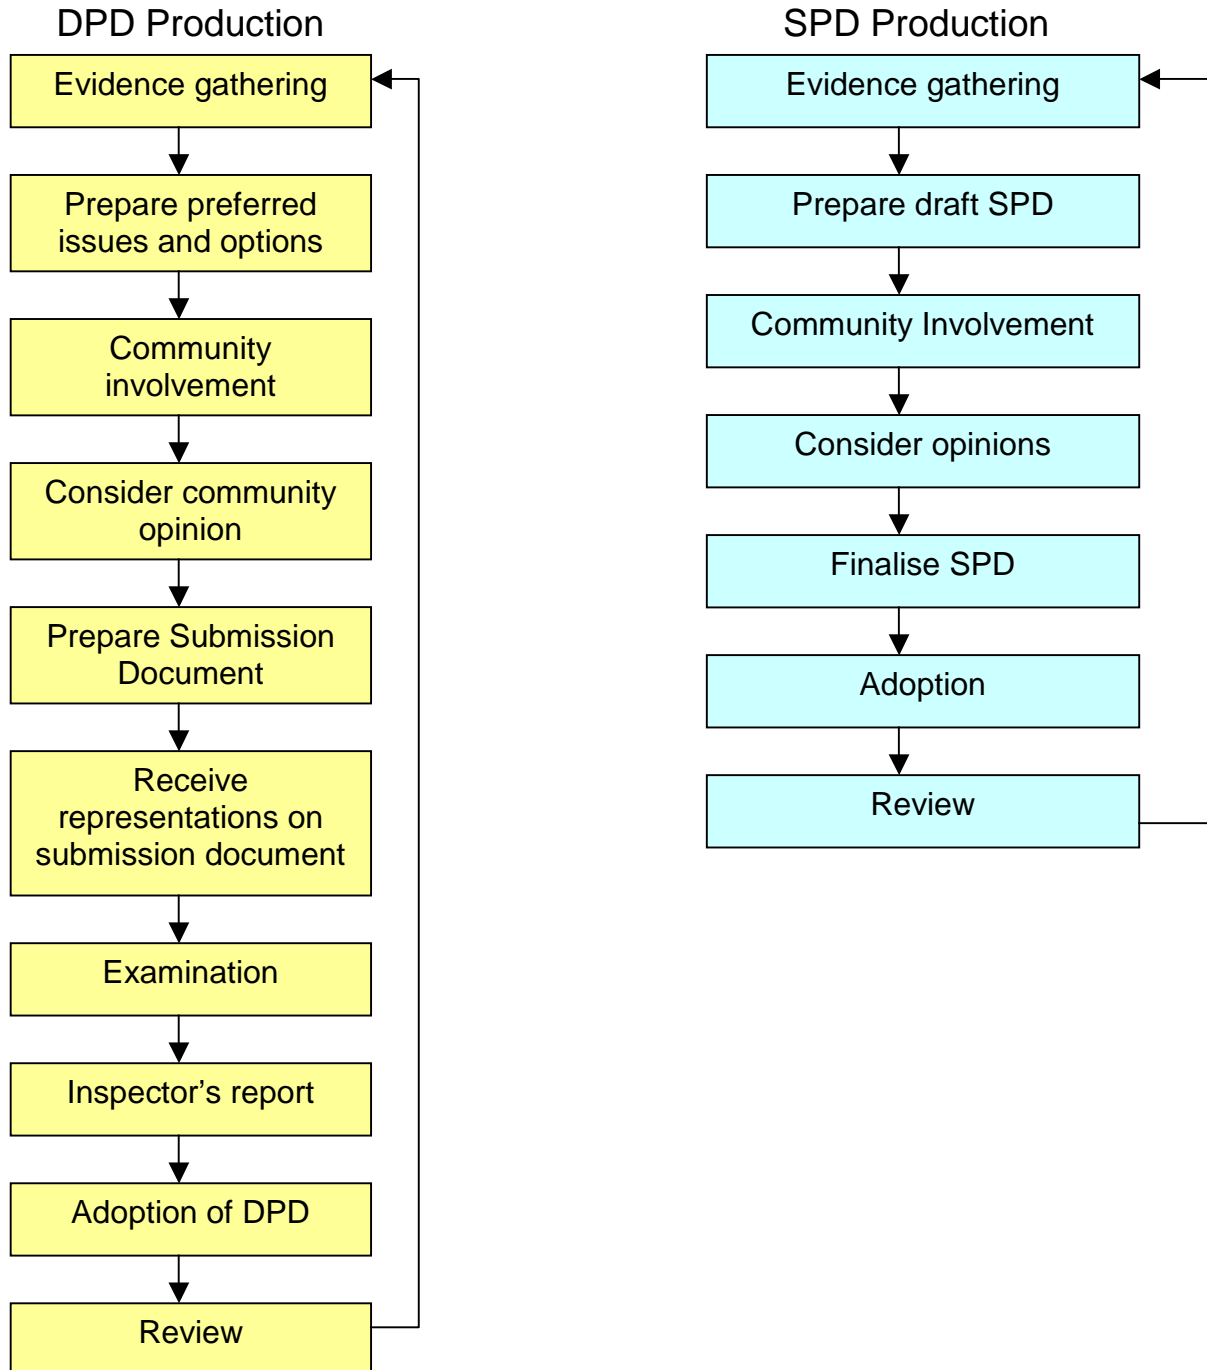 DPD Production
Evidence gathering
Prepare preferred
issues and options
Community
involvement
Consider community
opinion
Prepare Submission
Document
Receive
representations on
submission document
Examination
Inspector’s report
Adoption of DPD
Review
SPD Production
Evidence gathering
Prepare draft SPD
Community Involvement
Consider opinions
Finalise SPD
Adoption
Review